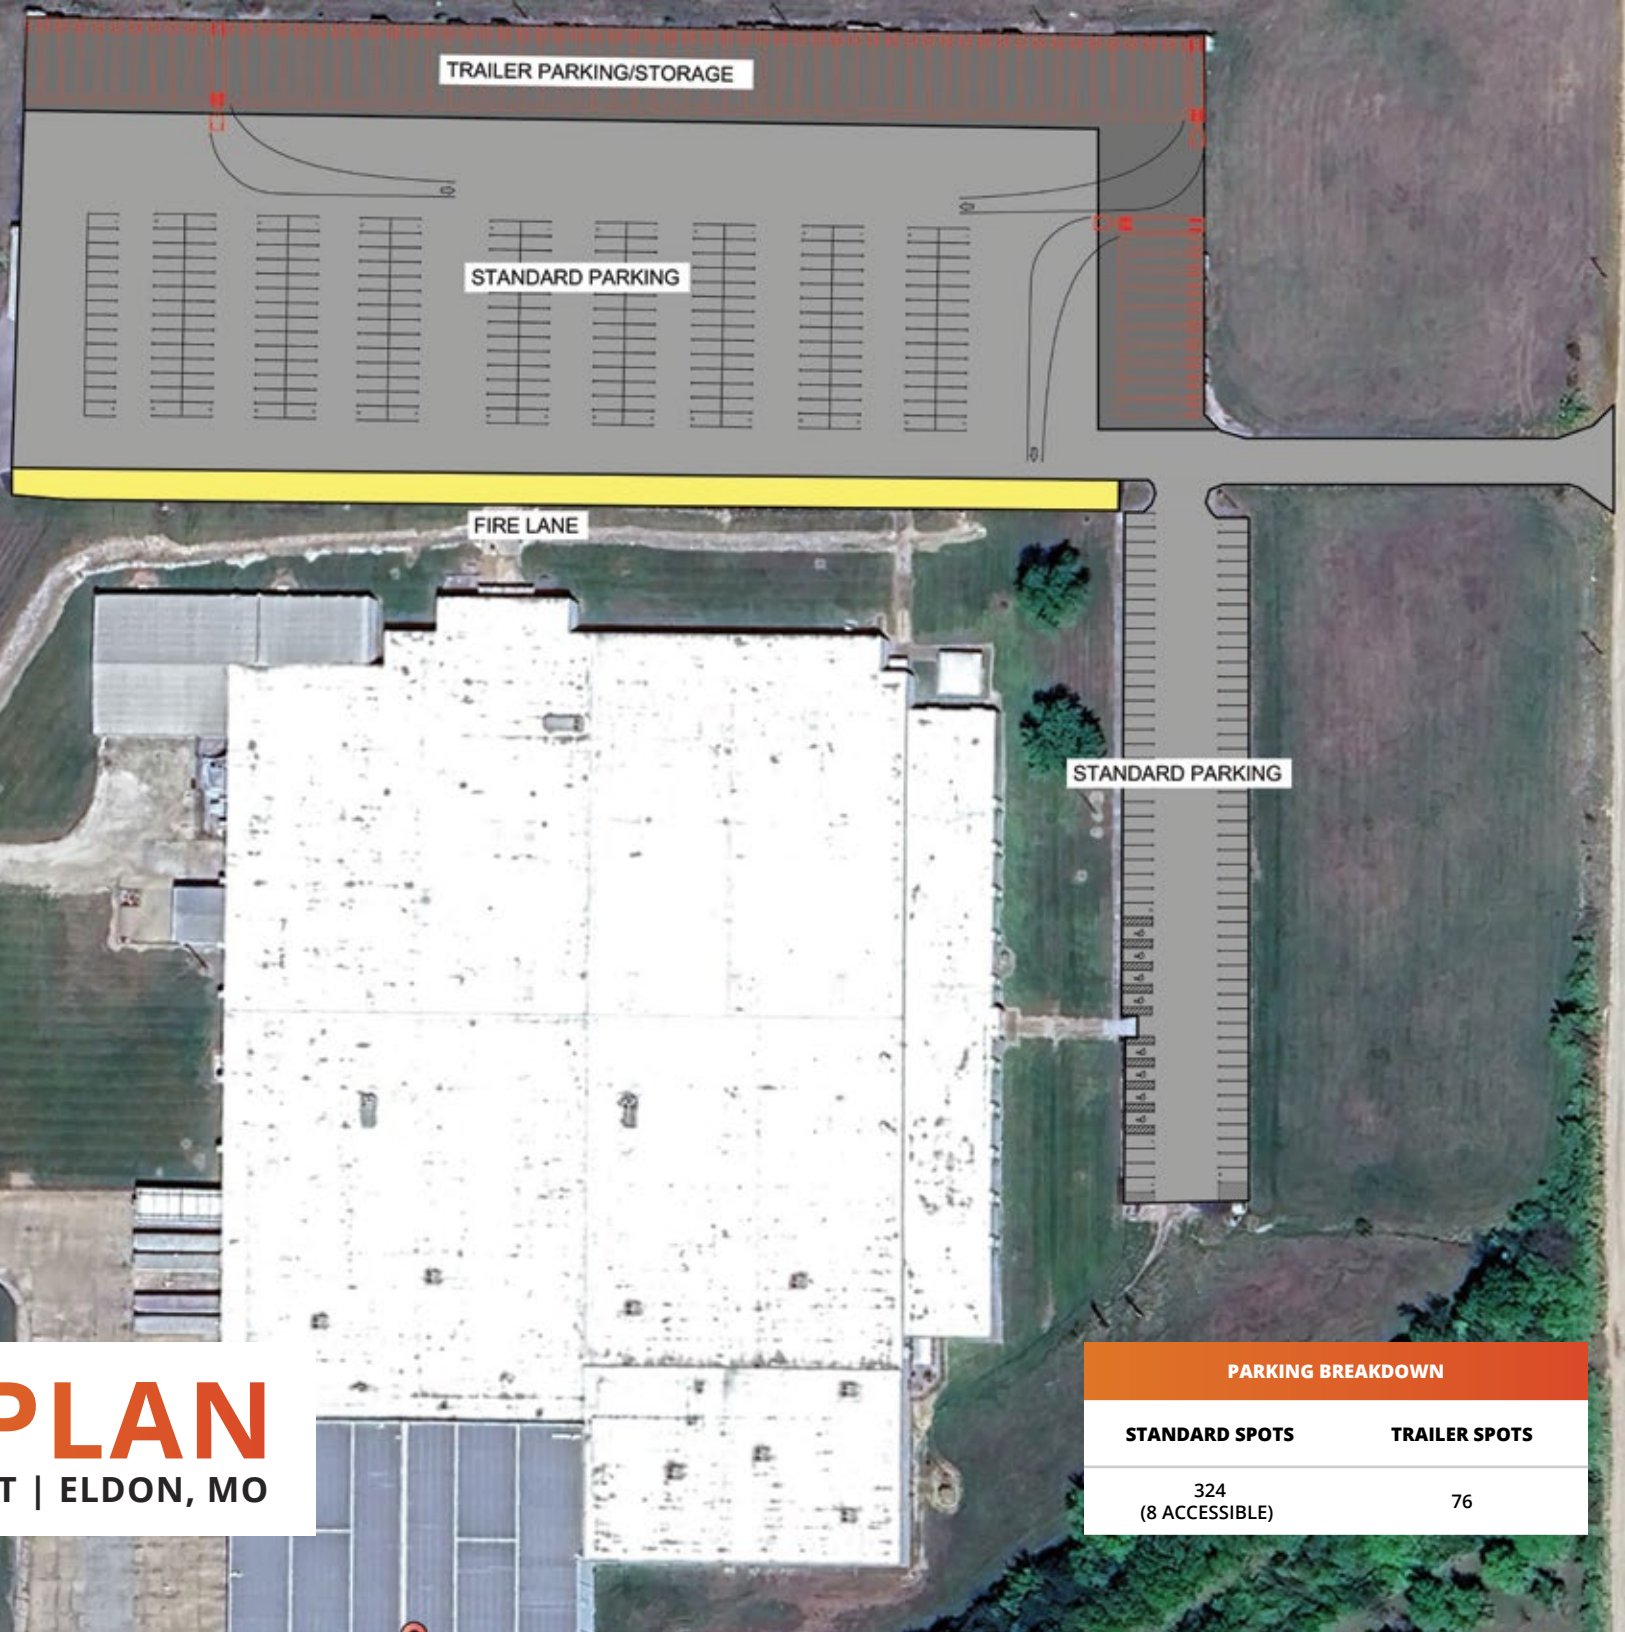 TRAILER PARKING/STORAGE
STANDARD PARKING
FIRE LANE
STANDARD PARKING
PLAN
T | ELDON, MO
PARKING BREAKDOWN
STANDARD SPOTS TRAILER SPOTS
324 76
(8 ACCESSIBLE)